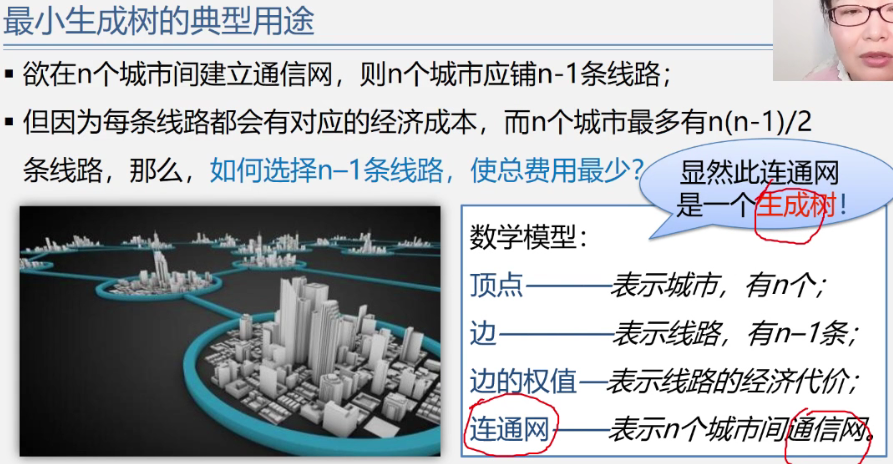 最小生成树的典型用途
▪ 欲在n个城市间建立通信网，则n个城市应铺n-1条线路；
▪ 但因为每条线路都会有对应的经济成本，而n个城市最多有n(n-1)/2
条线路，那么，如何选择n–1条线路，使总费用最少？
显然此连通网
是一个生成树！
数学模型：
顶点———表示城市，有n个；
边————表示线路，有n–1条；
边的权值—表示线路的经济代价；
连通网——表示n个城市间通信网。